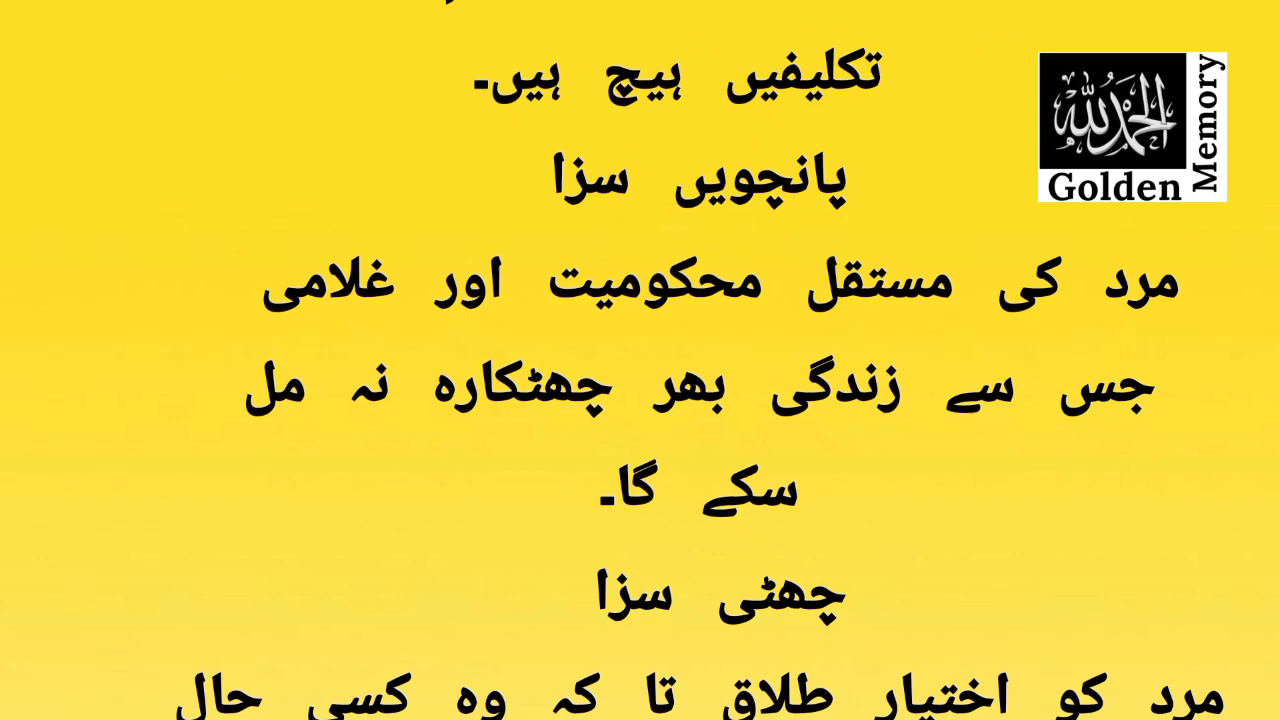 تکلیفیں ہیچ ہیں۔
پانچویں سزا
مرد کی مستقل محکومیت اور غلامی
جس سے زندگی بھر چھٹکارہ نہ مل
سکے گا۔
چھٹی سزا
مرد کو اختیار طلاق تا کہ وہ کسی حال
الحمدللہ
Golden
Memory